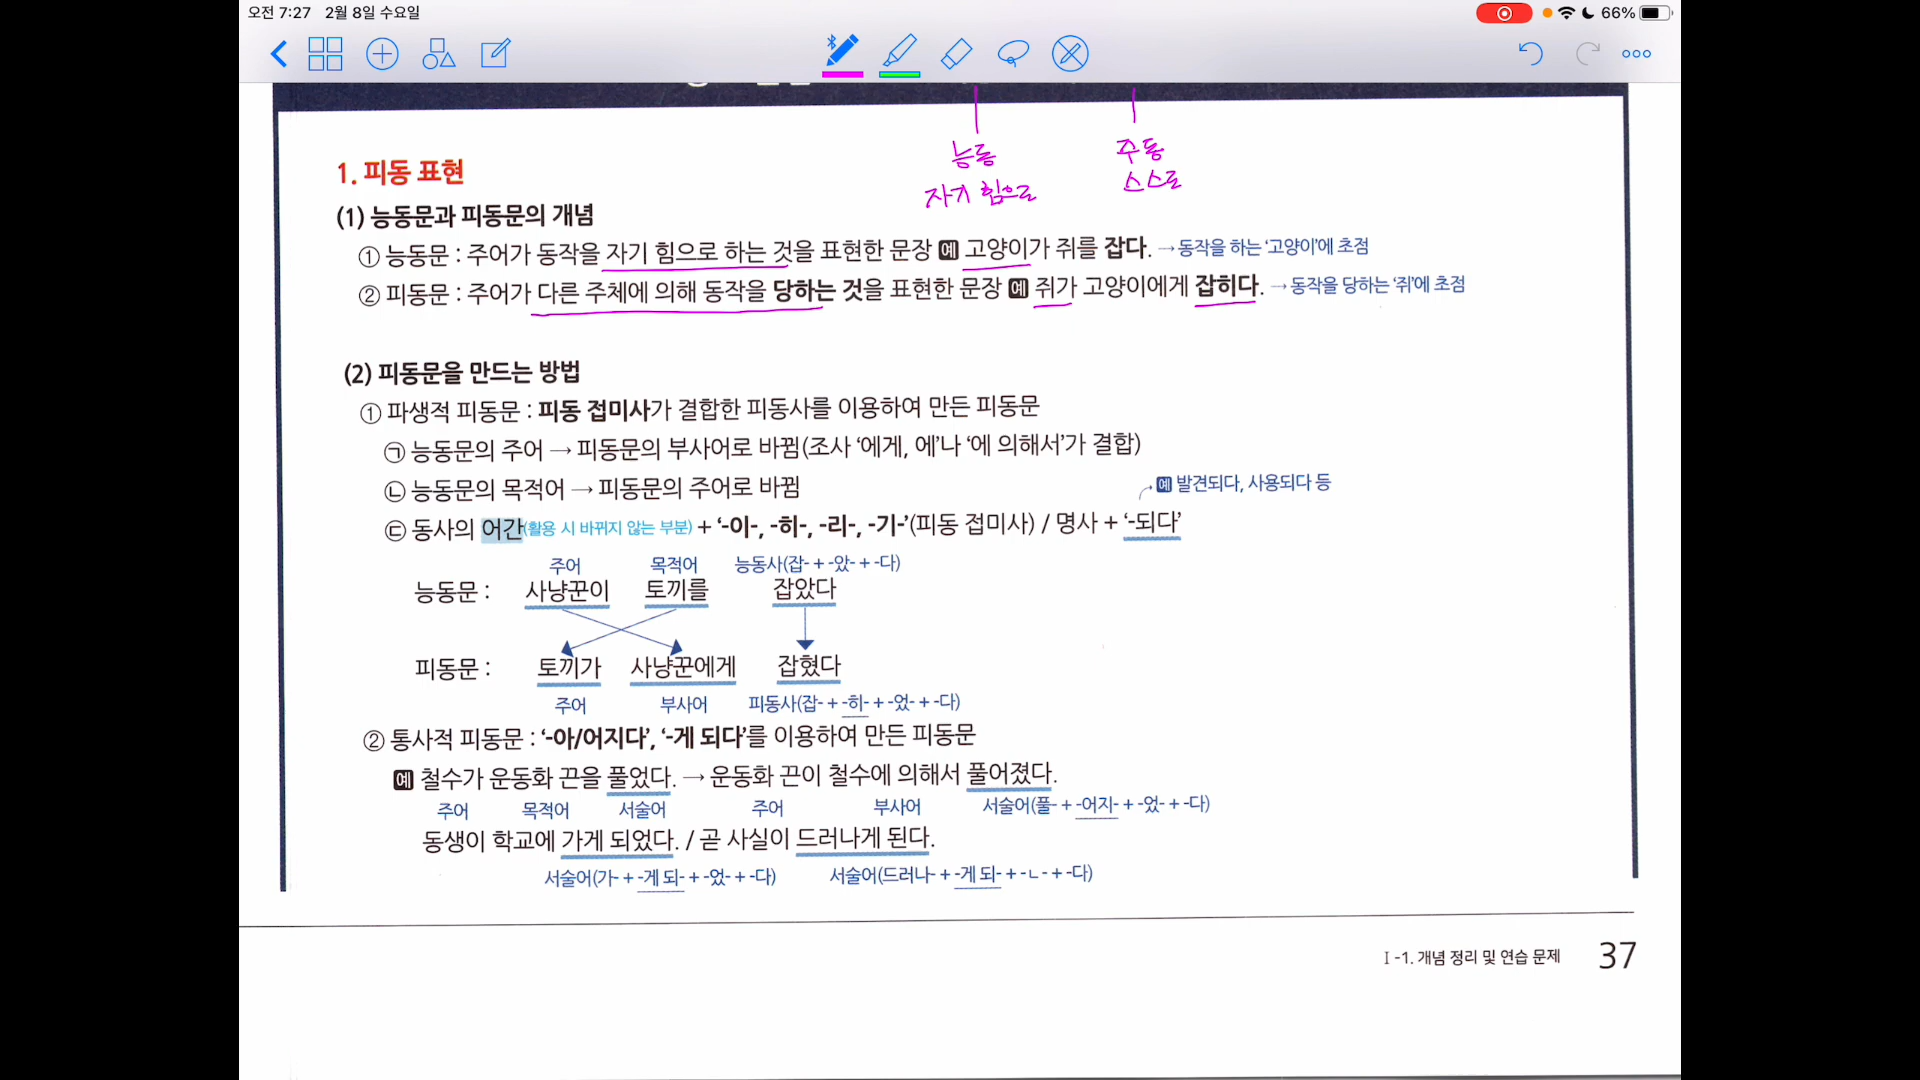 오전 7:27 2월 8일 수요일
66%
능동
자기 힘으로
주동
스스로
1. 피동 표현
(1) 능동문과 피동문의 개념
① 능동문 : 주어가 동작을 자기 힘으로 하는 것을 표현한 문장 예 고양이가 쥐를 잡다. → 동작을 하는 ‘고양이’에 초점
② 피동문 : 주어가 다른 주체에 의해 동작을 당하는 것을 표현한 문장 예 쥐가 고양이에게 잡히다. → 동작을 당하는 ‘쥐’에 초점
(2) 피동문을 만드는 방법
① 파생적 피동문 : 피동 접미사가 결합한 피동사를 이용하여 만든 피동문
㉠ 능동문의 주어 → 피동문의 부사어로 바뀜(조사 ‘에게, 에’나 ‘에 의해서’가 결합)
㉡ 능동문의 목적어 → 피동문의 주어로 바뀜
예 발견되다, 사용되다 등
㉢ 동사의 어간(활용 시 바뀌지 않는 부분) + ‘-이-, -히-, -리-, -기-’(피동 접미사) / 명사 + ‘-되다’
주어 목적어 능동사(잡- + -았- + -다)
능동문 : 사냥꾼이 토끼를 잡았다
피동문 : 토끼가 사냥꾼에게 잡혔다
주어 부사어 피동사(잡- + -히- + -었- + -다)
② 통사적 피동문 : ‘-아/어지다’, ‘-게 되다’를 이용하여 만든 피동문
예 철수가 운동화 끈을 풀었다. → 운동화 끈이 철수에 의해서 풀어졌다.
주어 목적어 서술어 주어 부사어 서술어(풀- + -어지- + -었- + -다)
동생이 학교에 가게 되었다. / 곧 사실이 드러나게 된다.
서술어(가- + -게 되- + -었- + -다) 서술어(드러나- + -게 되- + -ㄴ- + -다)
Ⅰ-1. 개념 정리 및 연습 문제 37